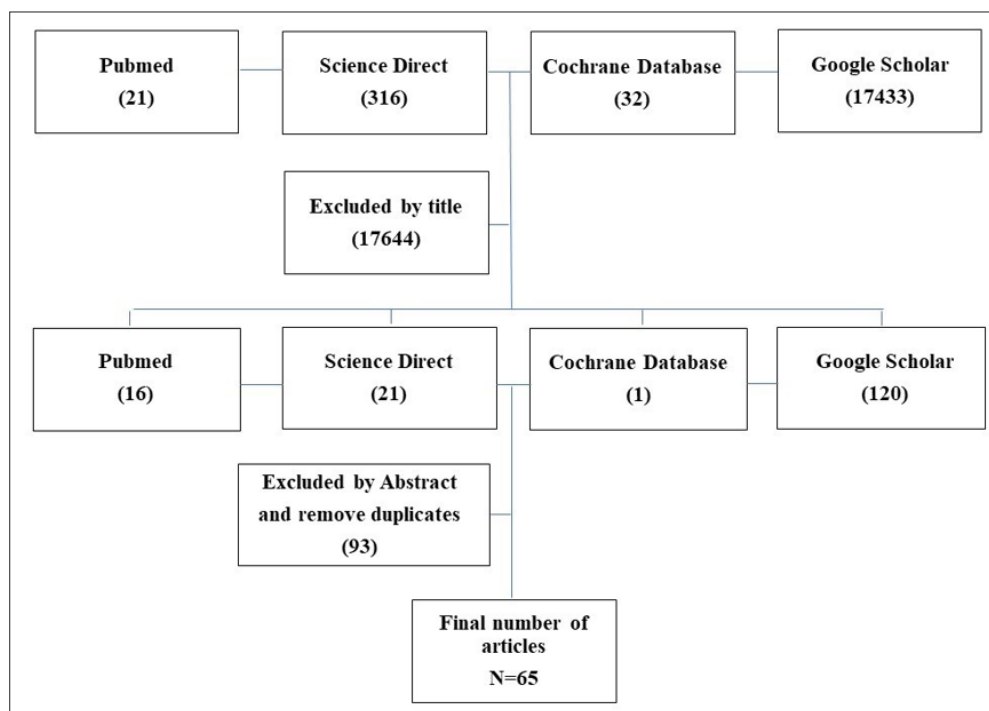 Pubmed
(21)
Science Direct
(316)
Cochrane Database
(32)
Google Scholar
(17433)
Excluded by title
(17644)
Pubmed
(16)
Science Direct
(21)
Cochrane Database
(1)
Google Scholar
(120)
Excluded by Abstract
and remove duplicates
(93)
Final number of
articles
N=65